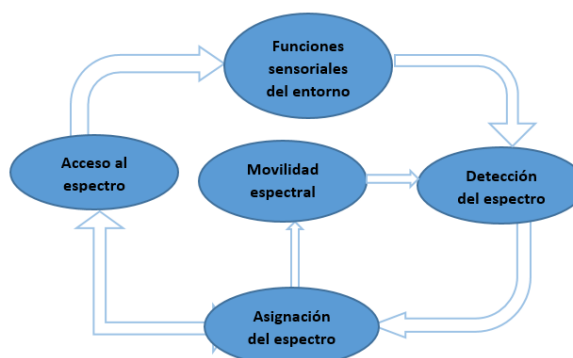 Funciones
sensoriales
del entorno
Acceso al
espectro
Movilidad
espectral
Detección
del espectro
Asignación
del espectro